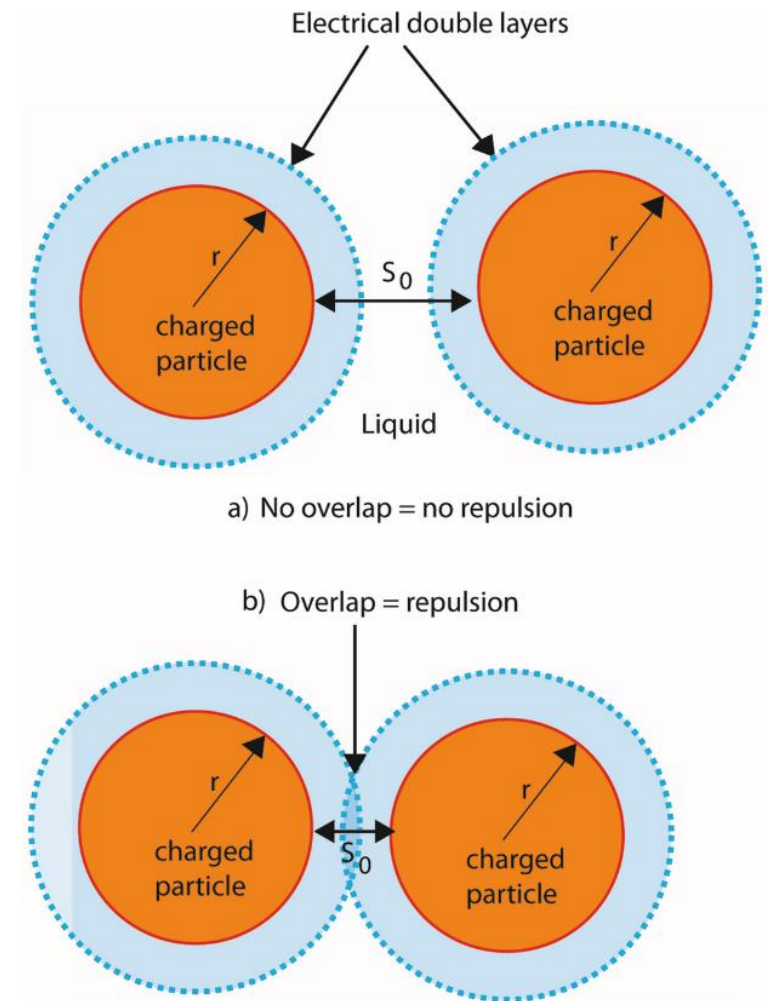 Electrical double layers
r
charged
particle
S0
r
charged
particle
Liquid
a) No overlap = no repulsion
b) Overlap = repulsion
r
charged
particle
S0
r
charged
particle